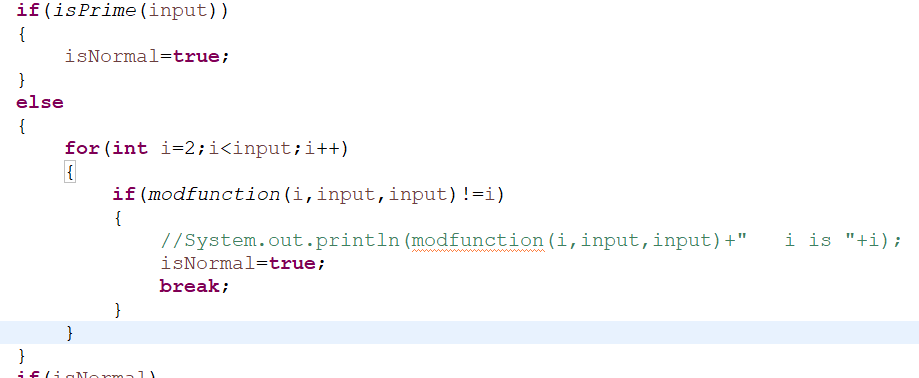 if(isPrime(input))
{
isNormal=true;
}
else
{
for(int i=2;i<input;i++)
{
if(modfunction(i,input,input)!=i)
{
//System.out.println(modfunction(i,input,input)+"   i is "+i);
isNormal=true;
break;
}
}
}
if(isNormal)